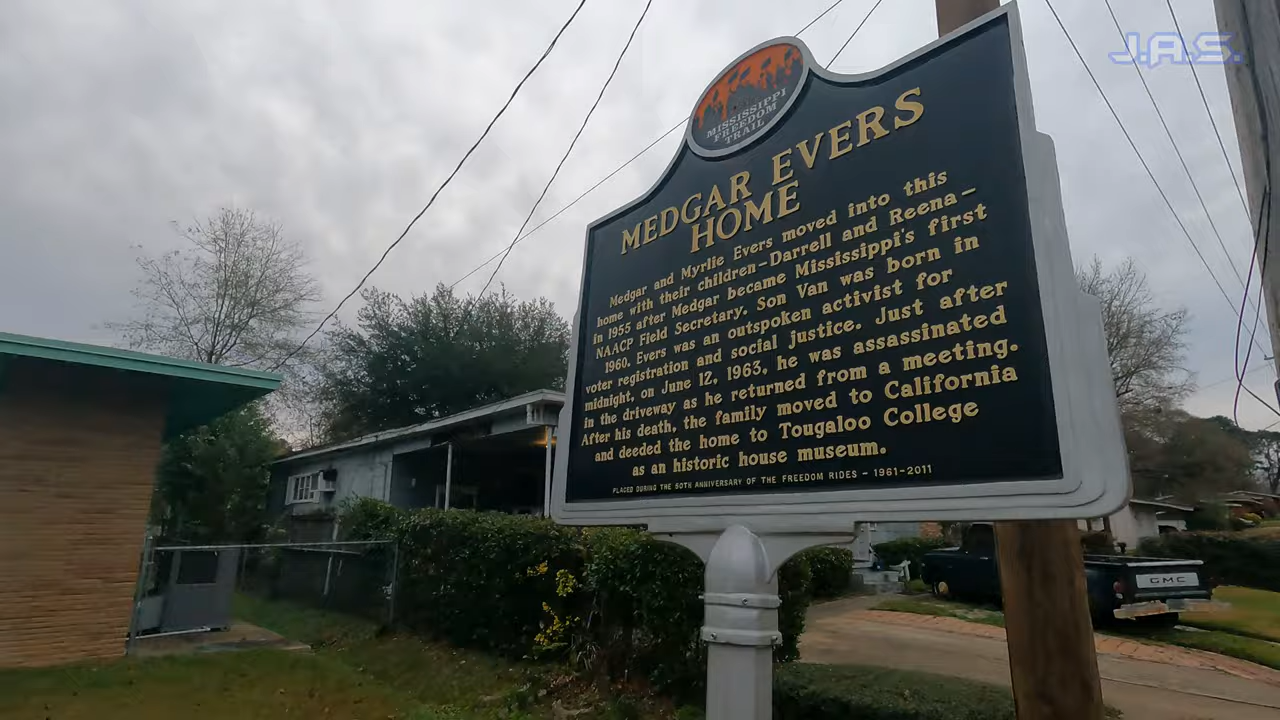 J.A.S.
MISSISSIPPI
FREEDOM
TRAIL
MEDGAR EVERS
HOME
Medgar and Myrlie Evers moved into this
home with their children–Darrell and Reena–
in 1955 after Medgar became Mississippi's first
NAACP Field Secretary. Son Van was born in
1960. Evers was an outspoken activist for
voter registration and social justice. Just after
midnight, on June 12, 1963, he was assassinated
in the driveway as he returned from a meeting.
After his death, the family moved to California
and deeded the home to Tougaloo College
as an historic house museum.
PLACED DURING THE 50TH ANNIVERSARY OF THE FREEDOM RIDES - 1961-2011
GMC